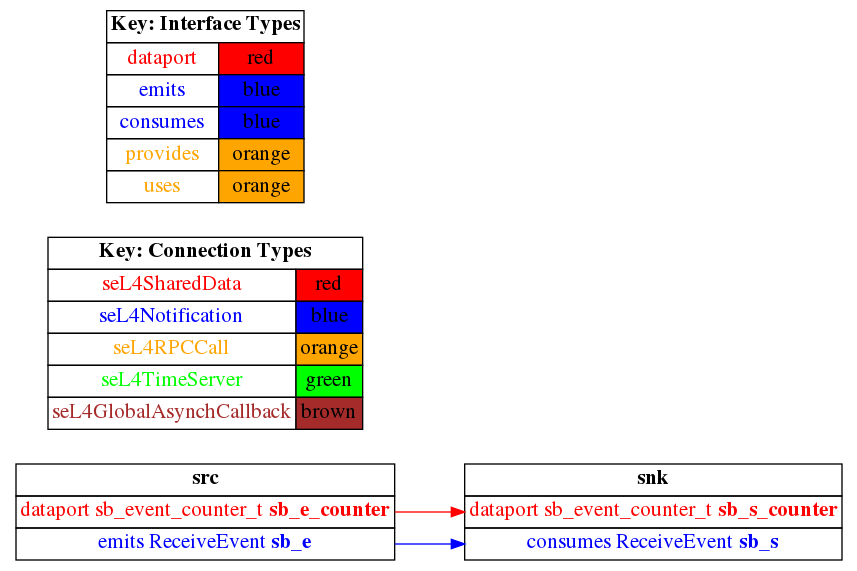 Key: Interface Types
dataport red
emits blue
consumes blue
provides orange
uses orange
Key: Connection Types
seL4SharedData red
seL4Notification blue
seL4RPCCall orange
seL4TimeServer green
seL4GlobalAsynchCallback brown
src
dataport sb_event_counter_t sb_e_counter
emits ReceiveEvent sb_e
snk
dataport sb_event_counter_t sb_s_counter
consumes ReceiveEvent sb_s